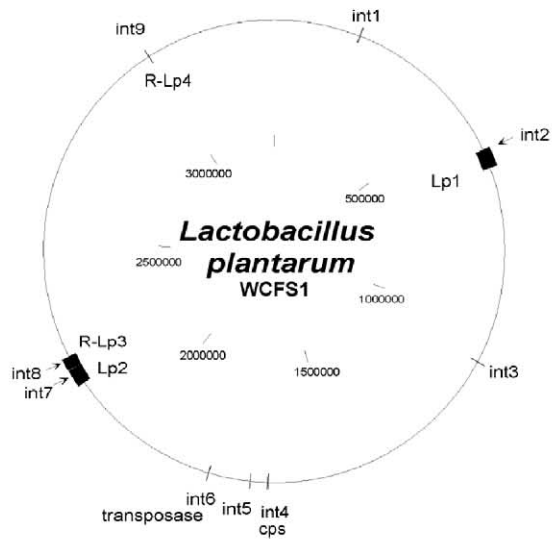 int9
int1
R-Lp4
int2
Lp1
3000000
500000
Lactobacillus
plantarum
WCFS1
2500000
1000000
R-Lp3
Lp2
2000000
1500000
int8
int7
int3
int6
int5
int4
transposase
cps